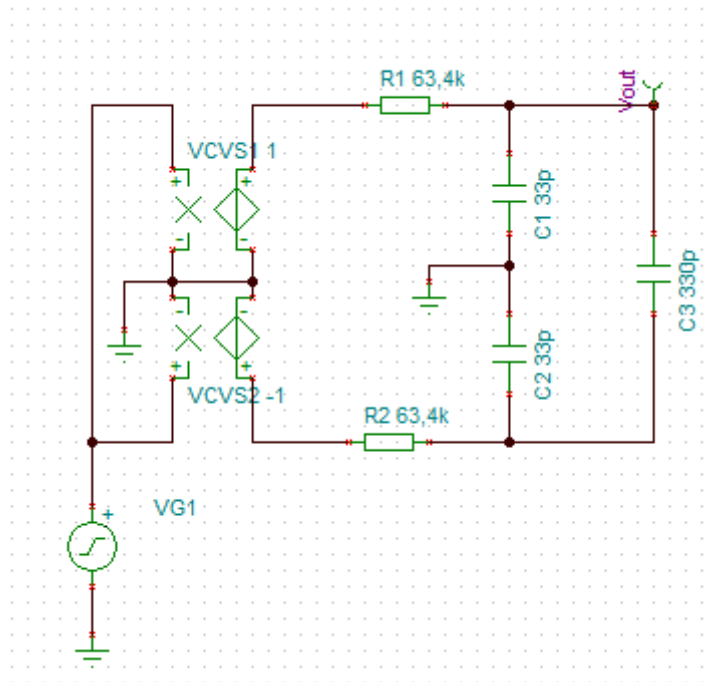 R1 63,4k
Vout
VCVS1 1
C1 33p
C3 330p
C2 33p
VCVS2 -1
R2 63,4k
VG1